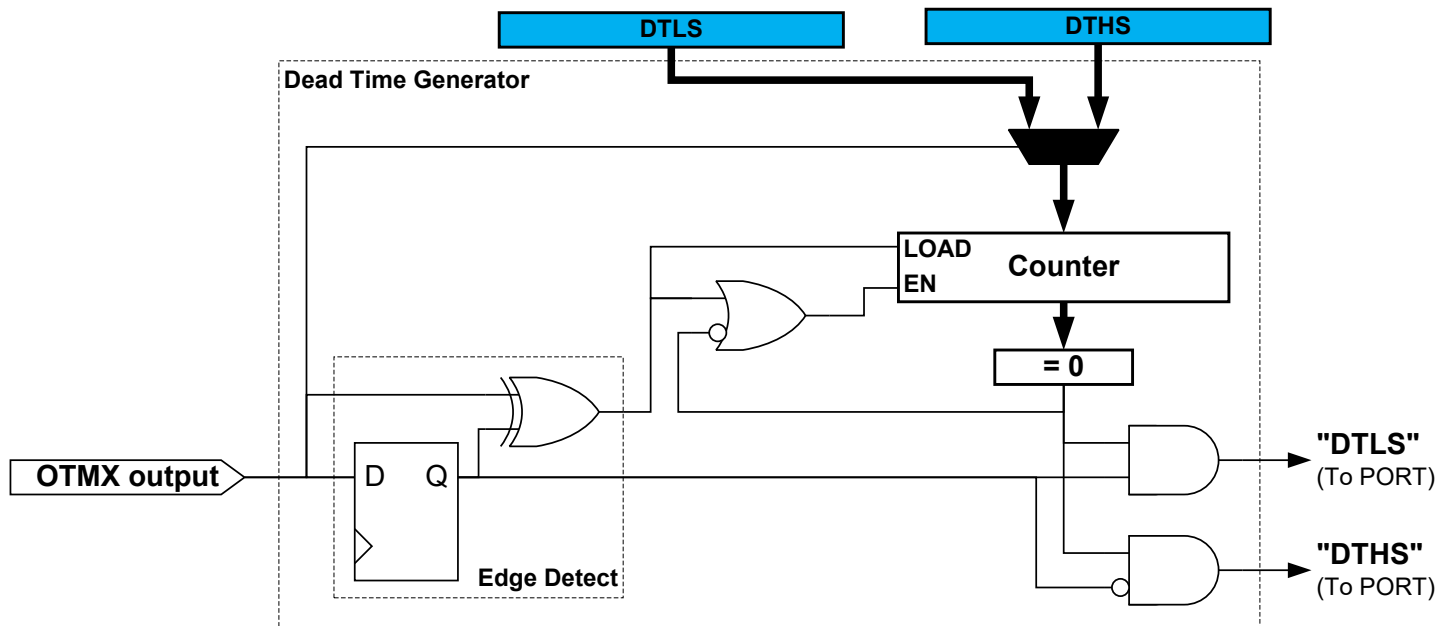 DTLS
DTHS
Dead Time Generator
LOAD
EN
Counter
= 0
OTMX output
D
Q
Edge Detect
"DTLS"
(To PORT)
"DTHS"
(To PORT)